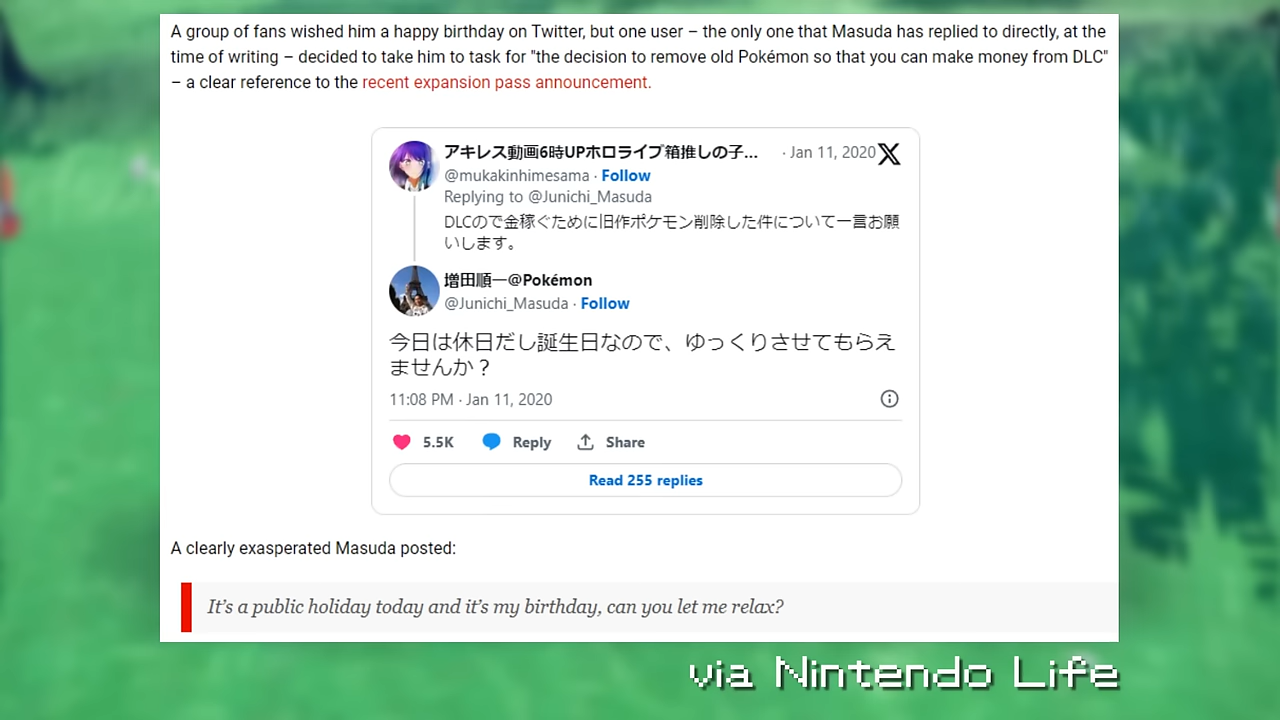 A group of fans wished him a happy birthday on Twitter, but one user – the only one that Masuda has replied to directly, at the
time of writing – decided to take him to task for "the decision to remove old Pokémon so that you can make money from DLC"
– a clear reference to the recent expansion pass announcement.
アキレス動画6時UPホロライブ箱推しの子... · Jan 11, 2020
@mukakinhimesama · Follow
Replying to @Junichi_Masuda
DLCので金稼ぐために旧作ポケモン削除した件について一言お願
いします。
増田順一@Pokémon
@Junichi_Masuda · Follow
今日は休日だし誕生日なので、ゆっくりさせてもらえ
ませんか？
11:08 PM · Jan 11, 2020
5.5K Reply Share
Read 255 replies
A clearly exasperated Masuda posted:
It's a public holiday today and it's my birthday, can you let me relax?
via Nintendo Life